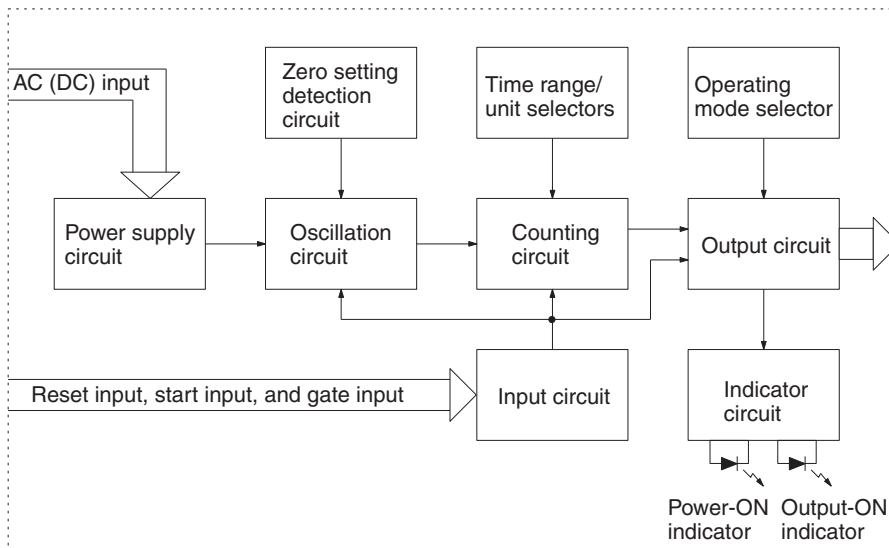 AC (DC) input
Zero setting
detection
circuit
Time range/
unit selectors
Operating
mode selector
Power supply
circuit
Oscillation
circuit
Counting
circuit
Output circuit
Reset input, start input, and gate input
Input circuit
Indicator
circuit
Power-ON
indicator
Output-ON
indicator